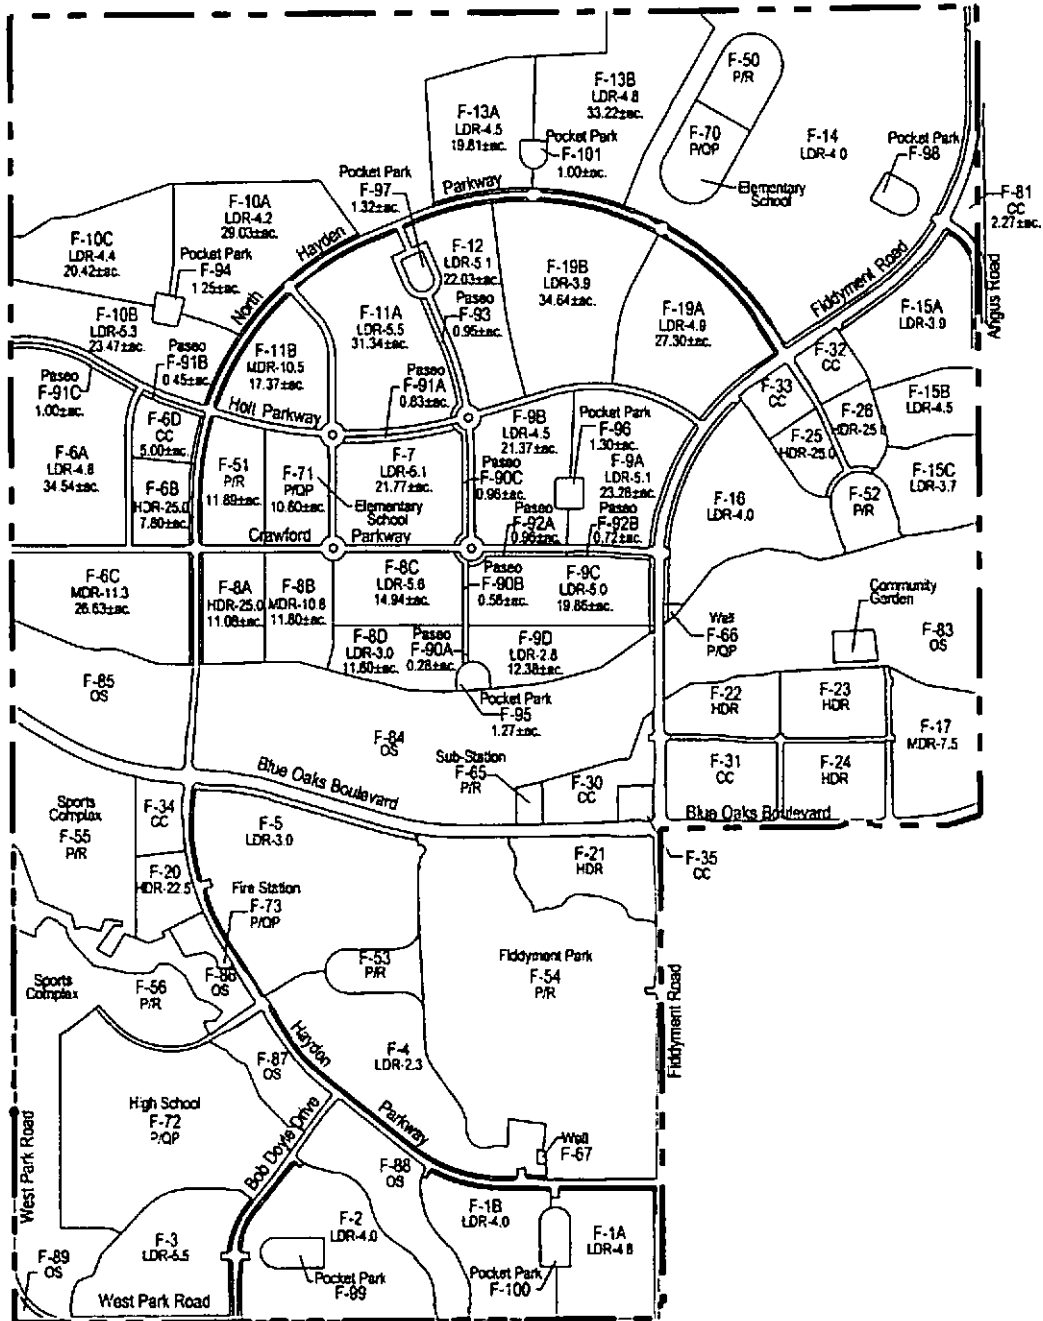 F-50
P/R
F-13B
LDR-4.8
33.22±ac.
F-13A
LDR-4.5
19.81±ac.
F-70
P/QP
F-14
LDR-4.0
Pocket Park
F-101
1.00±ac.
Pocket Park
F-98
Pocket Park
F-97
1.32±ac.
Parkway
Elementary
School
F-81
CC
2.27±ac.
F-10A
LDR-4.2
29.03±ac.
F-10C
LDR-4.4
20.42±ac.
Hayden
F-12
LDR-5.1
22.03±ac.
Pocket Park
F-94
1.25±ac.
F-19B
LDR-3.9
34.64±ac.
Fiddyment Road
Angus Road
North
F-10B
LDR-5.3
23.47±ac.
F-11A
LDR-5.5
31.34±ac.
Paseo
F-93
0.95±ac.
F-19A
LDR-4.9
27.30±ac.
F-15A
LDR-3.9
Paseo
F-91B
0.45±ac.
F-11B
MDR-10.5
17.37±ac.
F-32
CC
Paseo
F-91C
1.00±ac.
Paseo
F-91A
0.83±ac.
F-33
CC
F-15B
LDR-4.5
Holt Parkway
F-6D
CC
5.00±ac.
F-9B
LDR-4.5
21.37±ac.
Pocket Park
F-96
1.30±ac.
F-26
HDR-25.0
F-25
HDR-25.0
F-6A
LDR-4.8
34.54±ac.
F-51
P/R
11.89±ac.
F-71
P/QP
10.60±ac.
F-7
LDR-5.1
21.77±ac.
F-9A
LDR-5.1
23.26±ac.
F-15C
LDR-3.7
Paseo
F-90C
0.96±ac.
F-6B
HDR-25.0
7.80±ac.
Elementary
School
F-16
LDR-4.0
F-52
P/R
Paseo
F-92A
0.96±ac.
Paseo
F-92B
0.72±ac.
Crawford Parkway
F-6C
MDR-11.3
26.63±ac.
F-8A
HDR-25.0
11.06±ac.
F-8B
MDR-10.8
11.80±ac.
F-8C
LDR-5.6
14.94±ac.
Paseo
F-90B
0.56±ac.
F-9C
LDR-5.0
19.86±ac.
Community
Garden
Well
F-66
P/QP
F-83
OS
F-8D
LDR-3.0
11.60±ac.
Paseo
F-90A
0.28±ac.
F-9D
LDR-2.8
12.38±ac.
F-85
OS
Pocket Park
F-95
1.27±ac.
F-22
HDR
F-23
HDR
F-17
MDR-7.5
F-84
OS
Sub-Station
F-65
P/R
F-30
CC
F-31
CC
F-24
HDR
Blue Oaks Boulevard
Blue Oaks Boulevard
Sports
Complex
F-55
P/R
F-34
CC
F-5
LDR-3.0
F-21
HDR
F-35
CC
F-20
HDR-22.5
Fire Station
F-73
P/QP
F-53
P/R
Fiddyment Park
F-54
P/R
F-86
OS
Sports
Complex
F-56
P/R
Fiddyment Road
Hayden
F-4
LDR-2.3
F-87
OS
High School
F-72
P/QP
Bob Doyle Drive
Parkway
Well
F-67
West Park Road
F-88
OS
F-1B
LDR-4.0
F-2
LDR-4.0
F-1A
LDR-4.8
F-3
LDR-5.5
F-89
OS
Pocket Park
F-99
Pocket Park
F-100
West Park Road